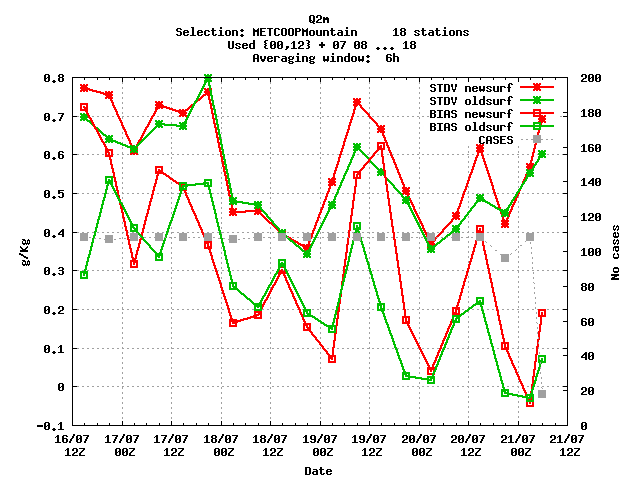 Q2m
Selection: METCOOPMountain 18 stations
Used {00,12} + 07 08 ... 18
Averaging window: 6h
STDV newsurf
STDV oldsurf
BIAS newsurf
BIAS oldsurf
CASES
0.8
0.7
0.6
0.5
0.4
0.3
0.2
0.1
0
-0.1
g/Kg
200
180
160
140
120
100
80
60
40
20
0
No cases
16/07 17/07 17/07 18/07 18/07 19/07 19/07 20/07 20/07 21/07 21/07
12Z 00Z 12Z 00Z 12Z 00Z 12Z 00Z 12Z 00Z 12Z
Date